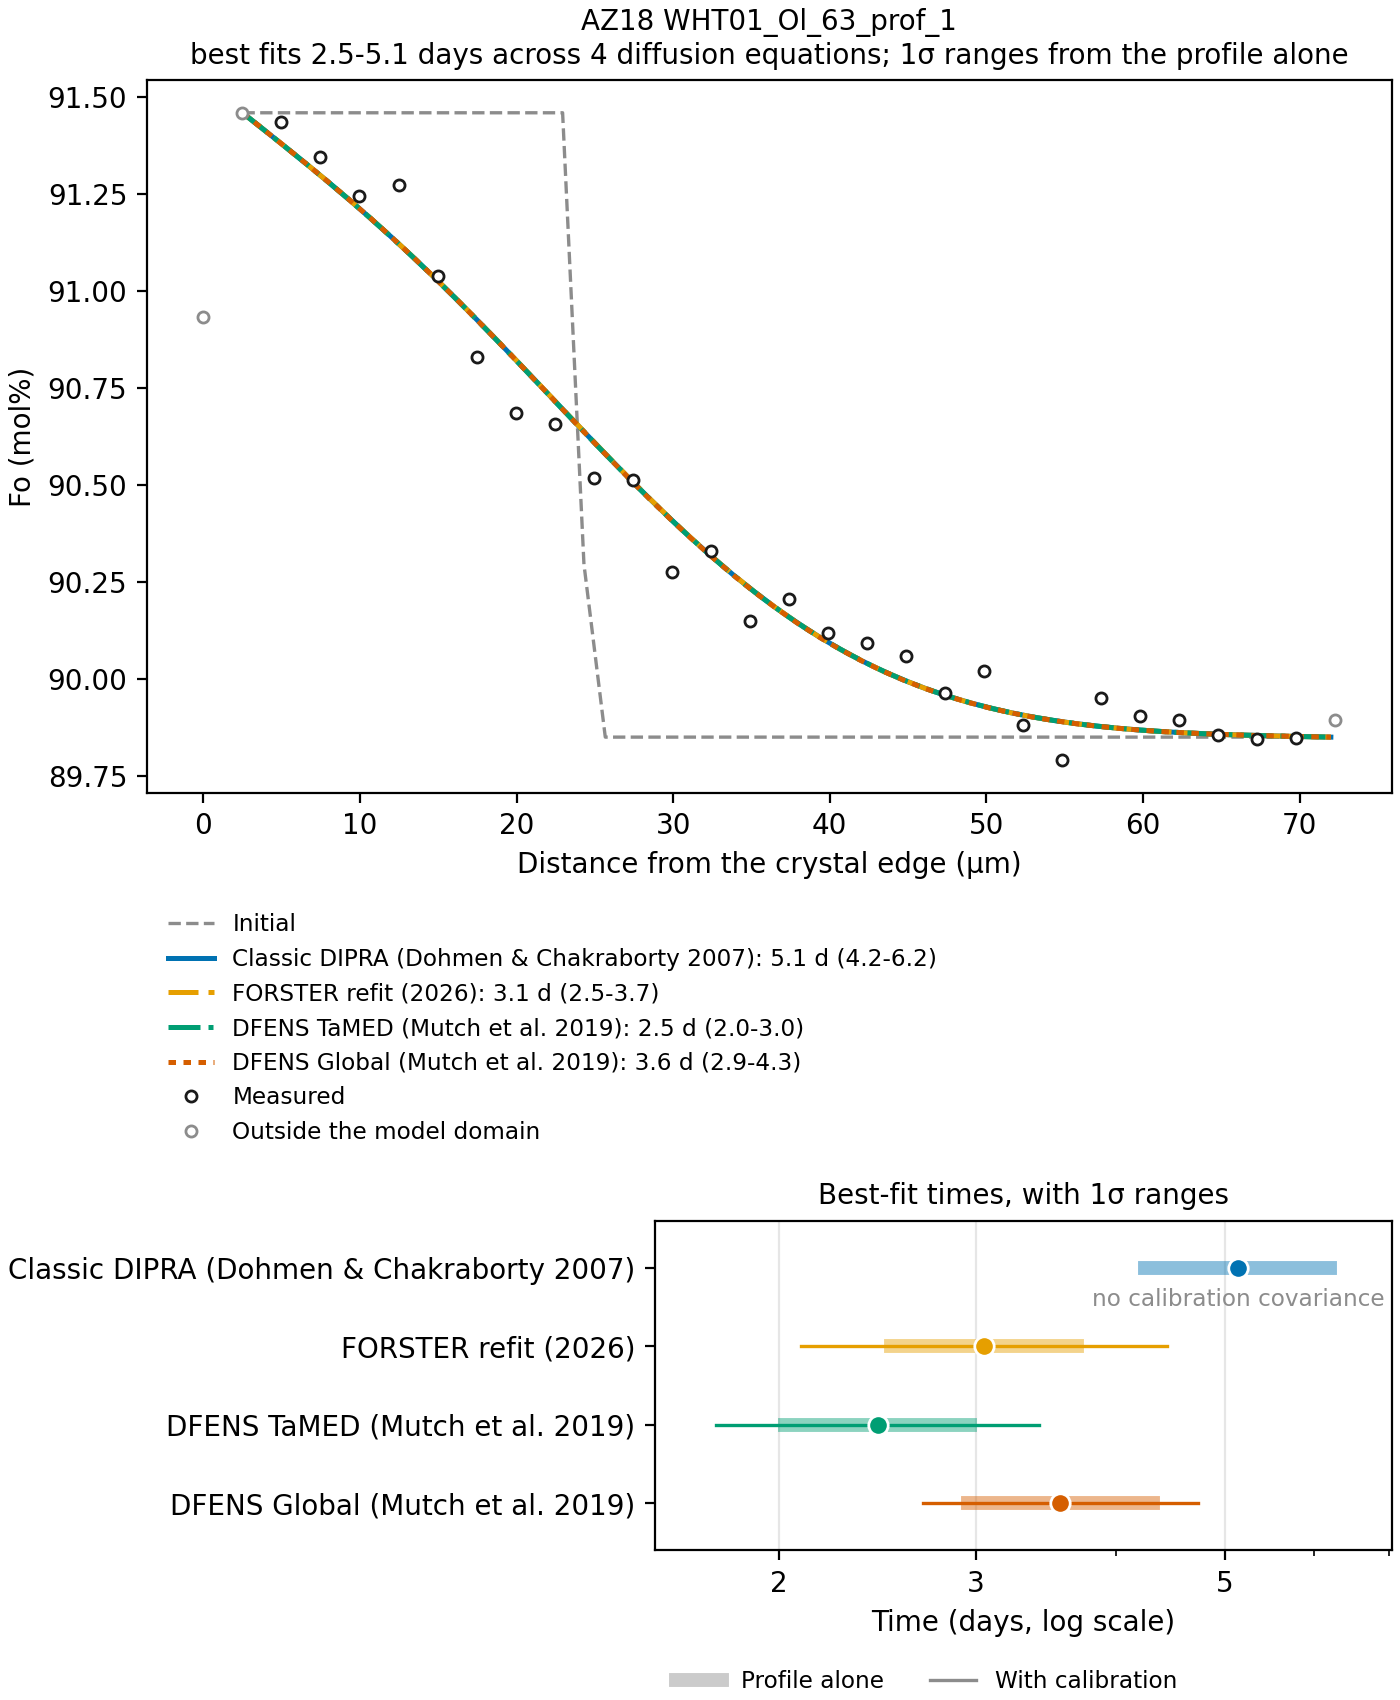 AZ18 WHT01_Ol_63_prof_1
best fits 2.5-5.1 days across 4 diffusion equations; 1σ ranges from the profile alone
91.50
91.25
91.00
90.75
90.50
90.25
90.00
89.75
Fo (mol%)
0 10 20 30 40 50 60 70
Distance from the crystal edge (µm)
Initial
Classic DIPRA (Dohmen & Chakraborty 2007): 5.1 d (4.2-6.2)
FORSTER refit (2026): 3.1 d (2.5-3.7)
DFENS TaMED (Mutch et al. 2019): 2.5 d (2.0-3.0)
DFENS Global (Mutch et al. 2019): 3.6 d (2.9-4.3)
Measured
Outside the model domain
Best-fit times, with 1σ ranges
Classic DIPRA (Dohmen & Chakraborty 2007)
no calibration covariance
FORSTER refit (2026)
DFENS TaMED (Mutch et al. 2019)
DFENS Global (Mutch et al. 2019)
2 3 5
Time (days, log scale)
Profile alone With calibration